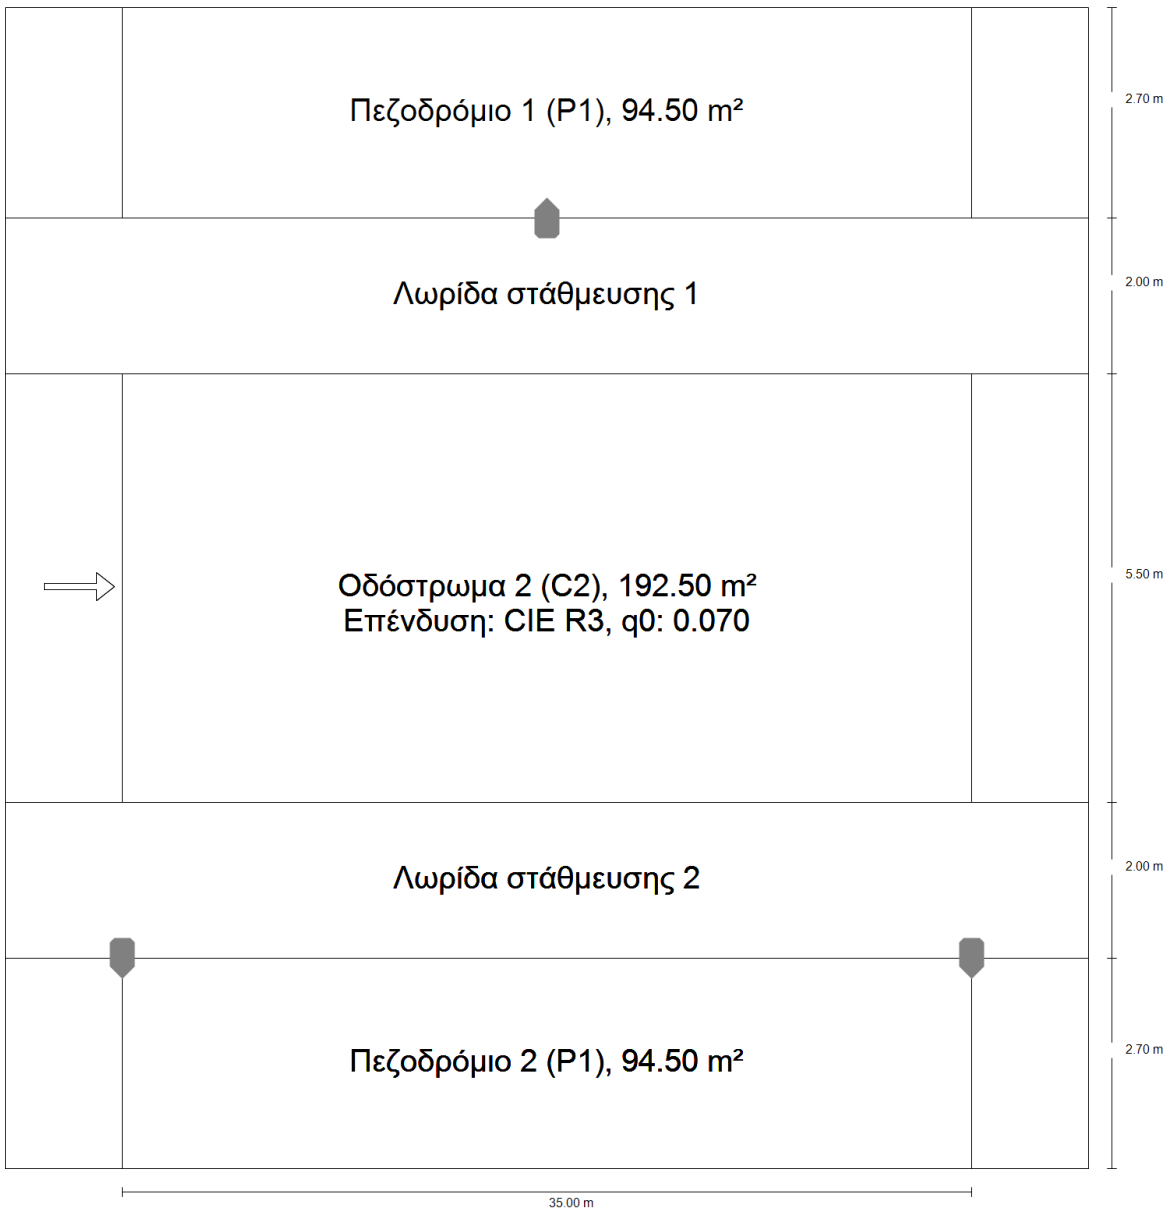 Πεζοδρόμιο 1 (P1), 94.50 m²
2.70 m
Λωρίδα στάθμευσης 1
2.00 m
Οδόστρωμα 2 (C2), 192.50 m²
Επένδυση: CIE R3, q0: 0.070
5.50 m
Λωρίδα στάθμευσης 2
2.00 m
Πεζοδρόμιο 2 (P1), 94.50 m²
2.70 m
35.00 m